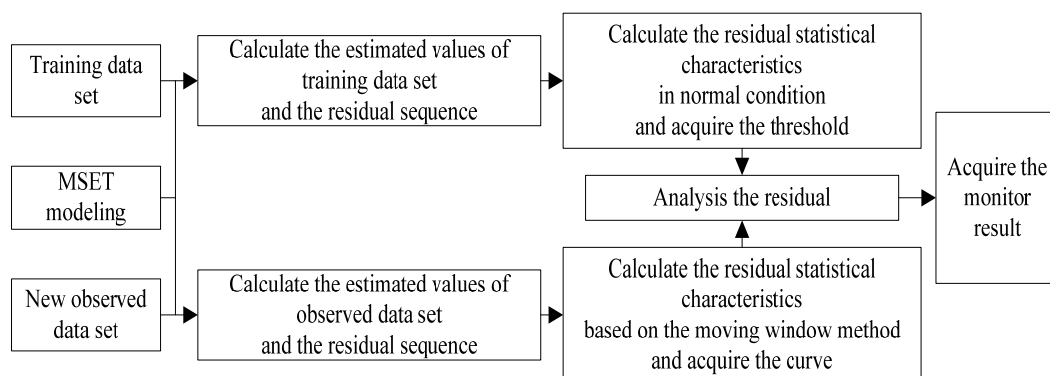 Training data
set
Calculate the estimated values of
training data set
and the residual sequence
Calculate the residual statistical
characteristics
in normal condition
and acquire the threshold
MSET
modeling
Analysis the residual
Acquire the
monitor
result
New observed
data set
Calculate the estimated values of
observed data set
and the residual sequence
Calculate the residual statistical
characteristics
based on the moving window method
and acquire the curve